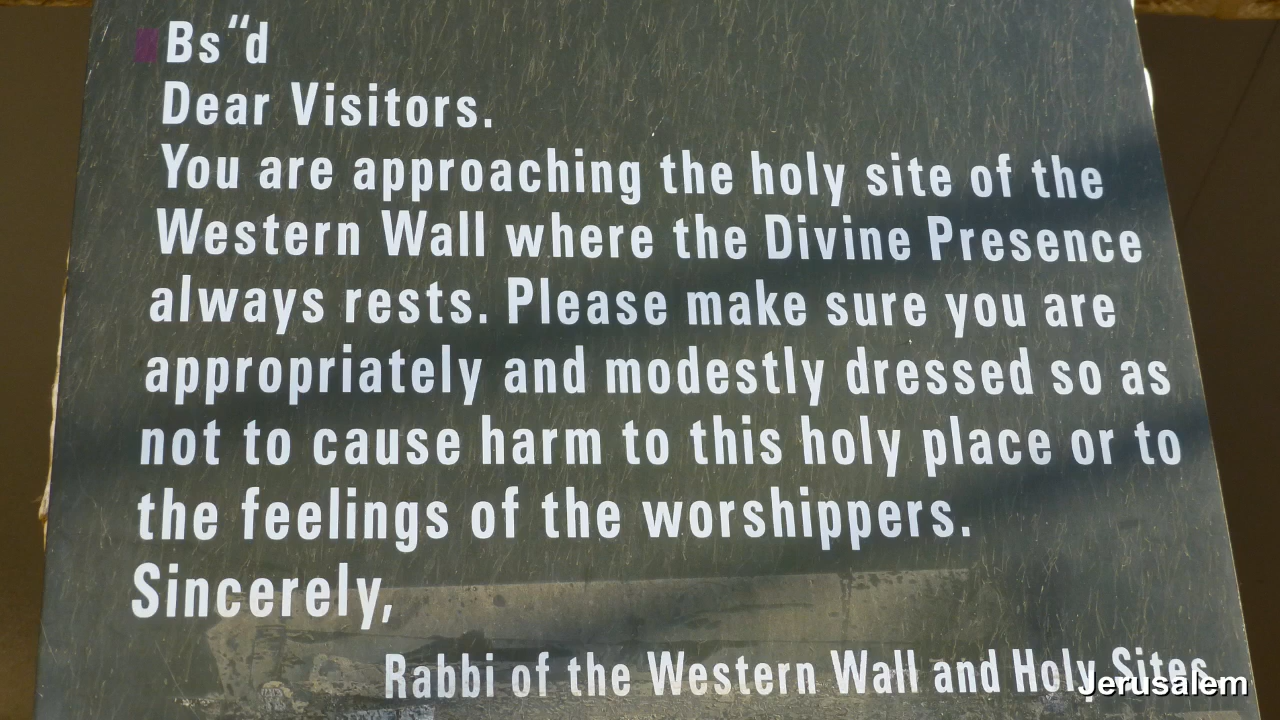 Bs"d
Dear Visitors.
You are approaching the holy site of the
Western Wall where the Divine Presence
always rests. Please make sure you are
appropriately and modestly dressed so as
not to cause harm to this holy place or to
the feelings of the worshippers.
Sincerely,
Rabbi of the Western Wall and Holy Sites.
Jerusalem